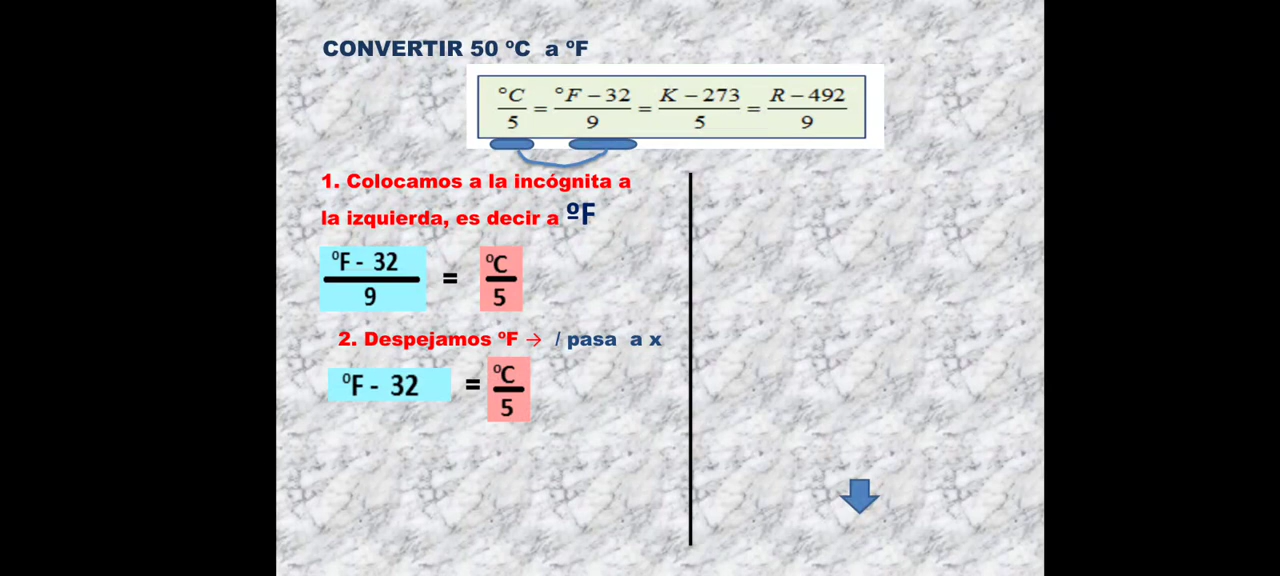 CONVERTIR 50 ºC a ºF
°C/5 = °F – 32/9 = K – 273/5 = R – 492/9
1. Colocamos a la incógnita a
la izquierda, es decir a ºF
ºF - 32/9 = ºC/5
2. Despejamos ºF → / pasa a x
ºF - 32 = ºC/5